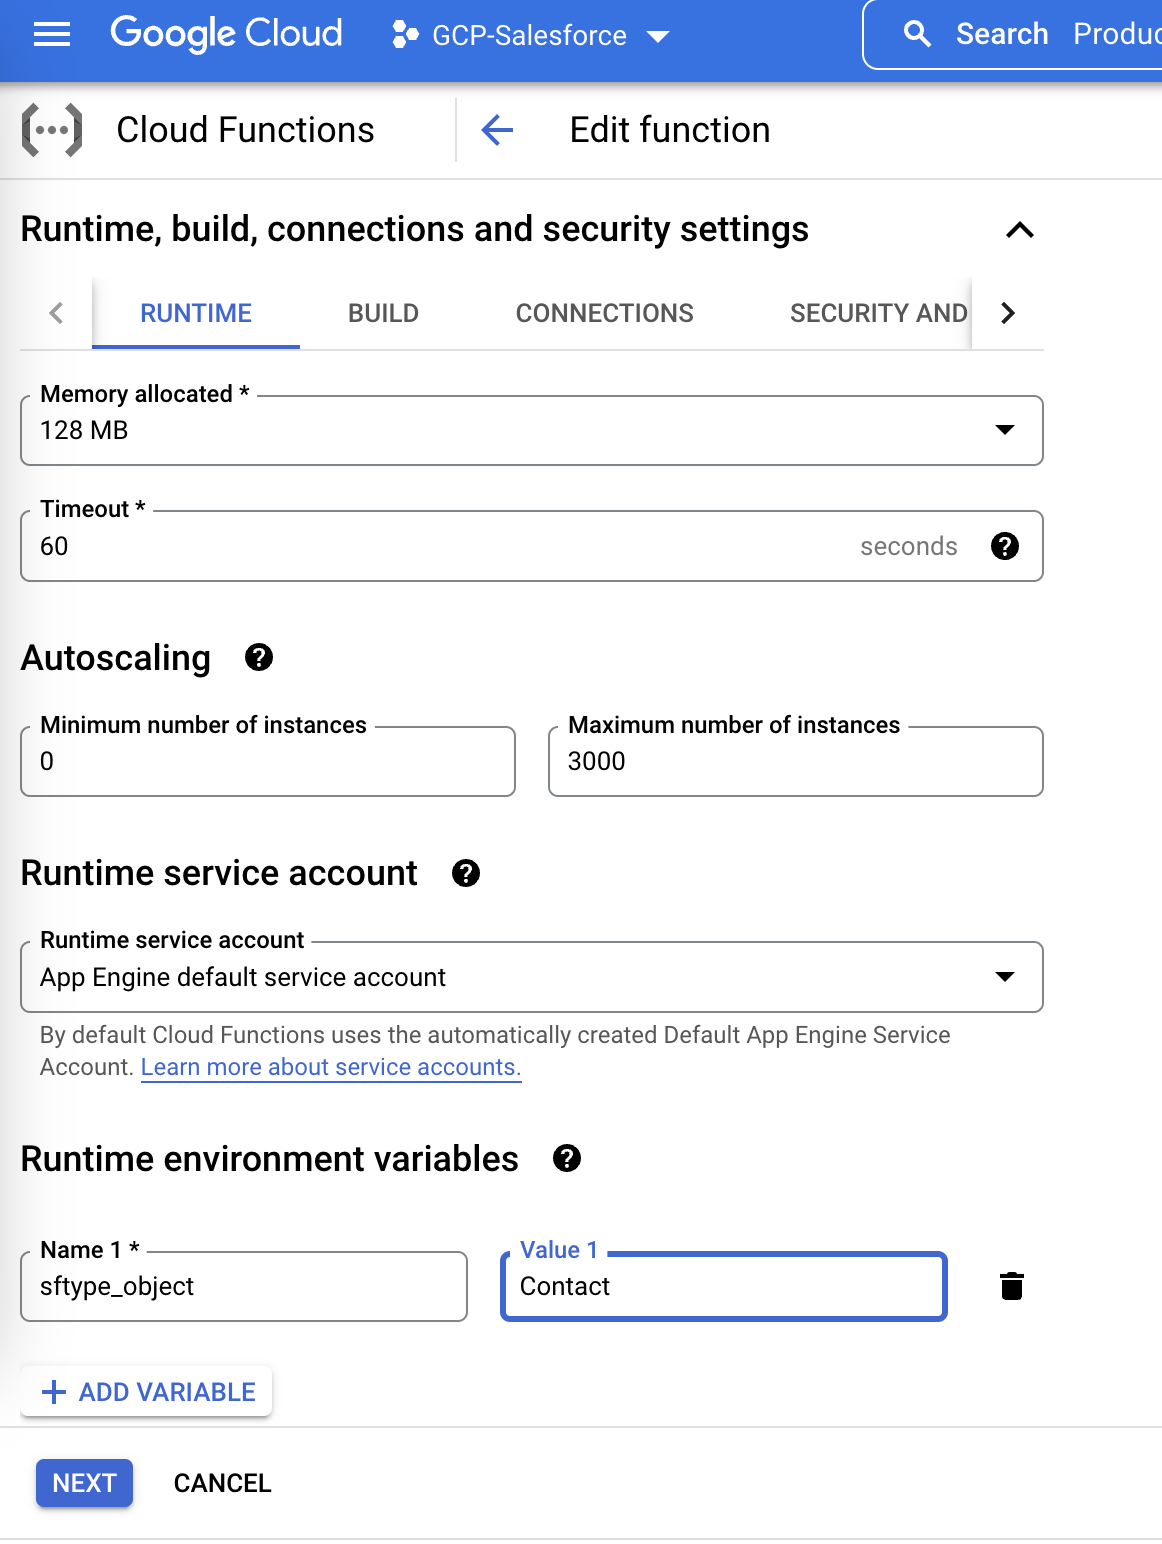 Google Cloud GCP-Salesforce Search Produc
Cloud Functions Edit function
Runtime, build, connections and security settings
RUNTIME BUILD CONNECTIONS SECURITY AND
Memory allocated *
128 MB
Timeout *
60 seconds
Autoscaling
Minimum number of instances Maximum number of instances
0 3000
Runtime service account
Runtime service account
App Engine default service account
By default Cloud Functions uses the automatically created Default App Engine Service
Account. Learn more about service accounts.
Runtime environment variables
Name 1 * Value 1
sftype_object Contact
+ ADD VARIABLE
NEXT CANCEL